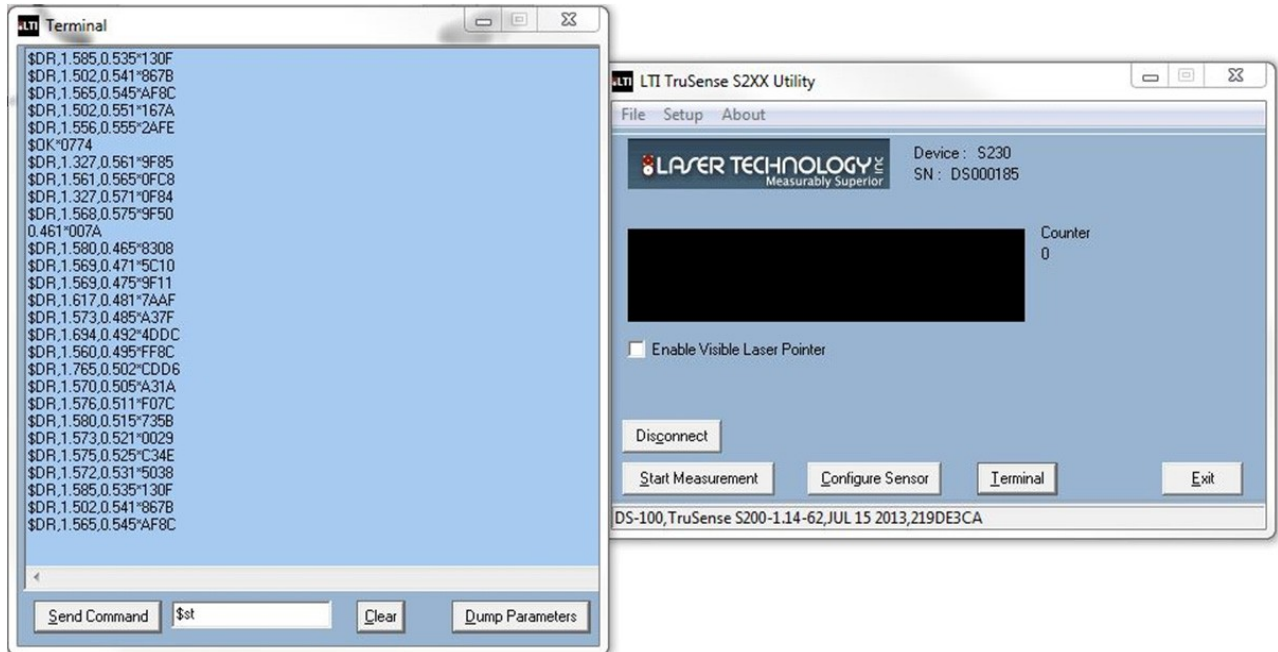 LTI Terminal
$DR,1.585,0.535*130F
$DR,1.502,0.541*867B
$DR,1.565,0.545*AF8C
$DR,1.502,0.551*167A
$DR,1.556,0.555*2AFE
$OK*0774
$DR,1.327,0.561*9F85
$DR,1.561,0.565*0FC8
$DR,1.327,0.571*0F84
$DR,1.568,0.575*9F50
0.461*007A
$DR,1.580,0.465*8308
$DR,1.569,0.471*5C10
$DR,1.569,0.475*9F11
$DR,1.617,0.481*7AAF
$DR,1.573,0.485*A37F
$DR,1.694,0.492*4DDC
$DR,1.560,0.495*FF8C
$DR,1.765,0.502*CDD6
$DR,1.570,0.505*A31A
$DR,1.576,0.511*F07C
$DR,1.580,0.515*735B
$DR,1.573,0.521*0029
$DR,1.575,0.525*C34E
$DR,1.572,0.531*5038
$DR,1.585,0.535*130F
$DR,1.502,0.541*867B
$DR,1.565,0.545*AF8C
Send Command $st Clear Dump Parameters
LTI LTI TruSense S2XX Utility
File Setup About
LASER TECHNOLOGY INC
Measurably Superior
Device : S230
SN : DS000185
Counter
0
Enable Visible Laser Pointer
Disconnect
Start Measurement Configure Sensor Terminal Exit
DS-100,TruSense S200-1.14-62,JUL 15 2013,219DE3CA